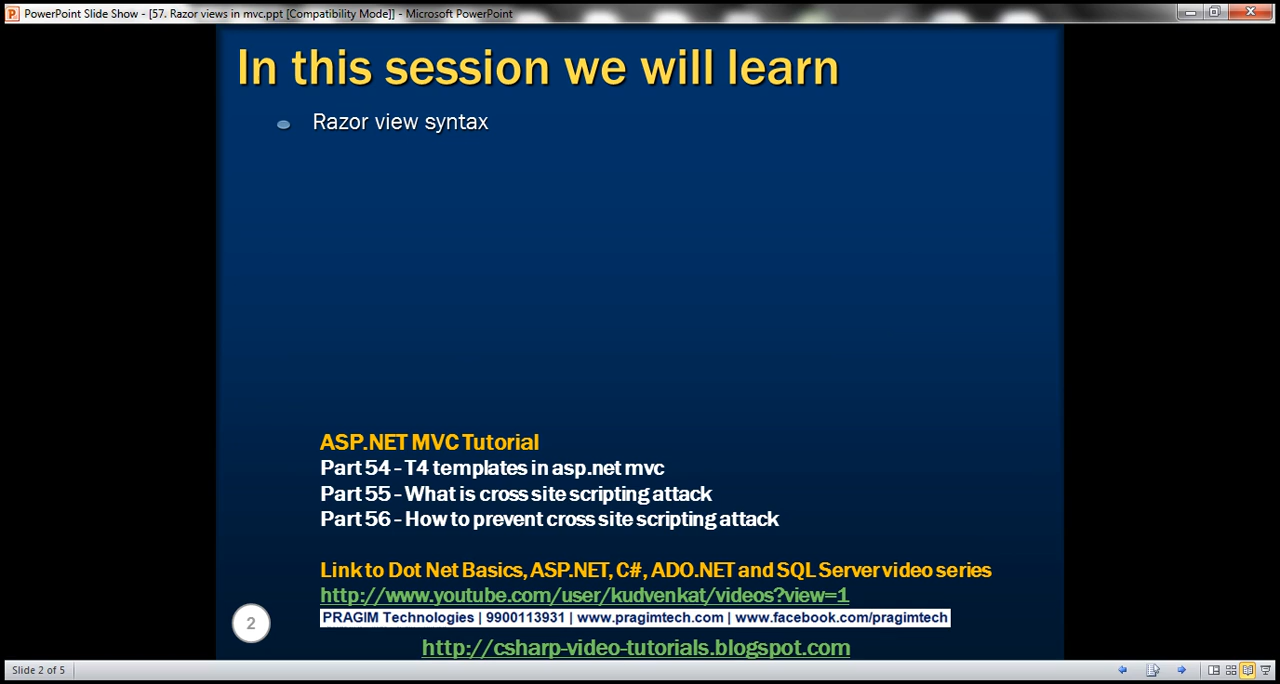 PowerPoint Slide Show - [57. Razor views in mvc.ppt [Compatibility Mode]] - Microsoft PowerPoint
In this session we will learn
Razor view syntax
ASP.NET MVC Tutorial
Part 54 - T4 templates in asp.net mvc
Part 55 - What is cross site scripting attack
Part 56 - How to prevent cross site scripting attack
Link to Dot Net Basics, ASP.NET, C#, ADO.NET and SQL Server video series
http://www.youtube.com/user/kudvenkat/videos?view=1
PRAGIM Technologies | 9900113931 | www.pragimtech.com | www.facebook.com/pragimtech
2
http://csharp-video-tutorials.blogspot.com
Slide 2 of 5